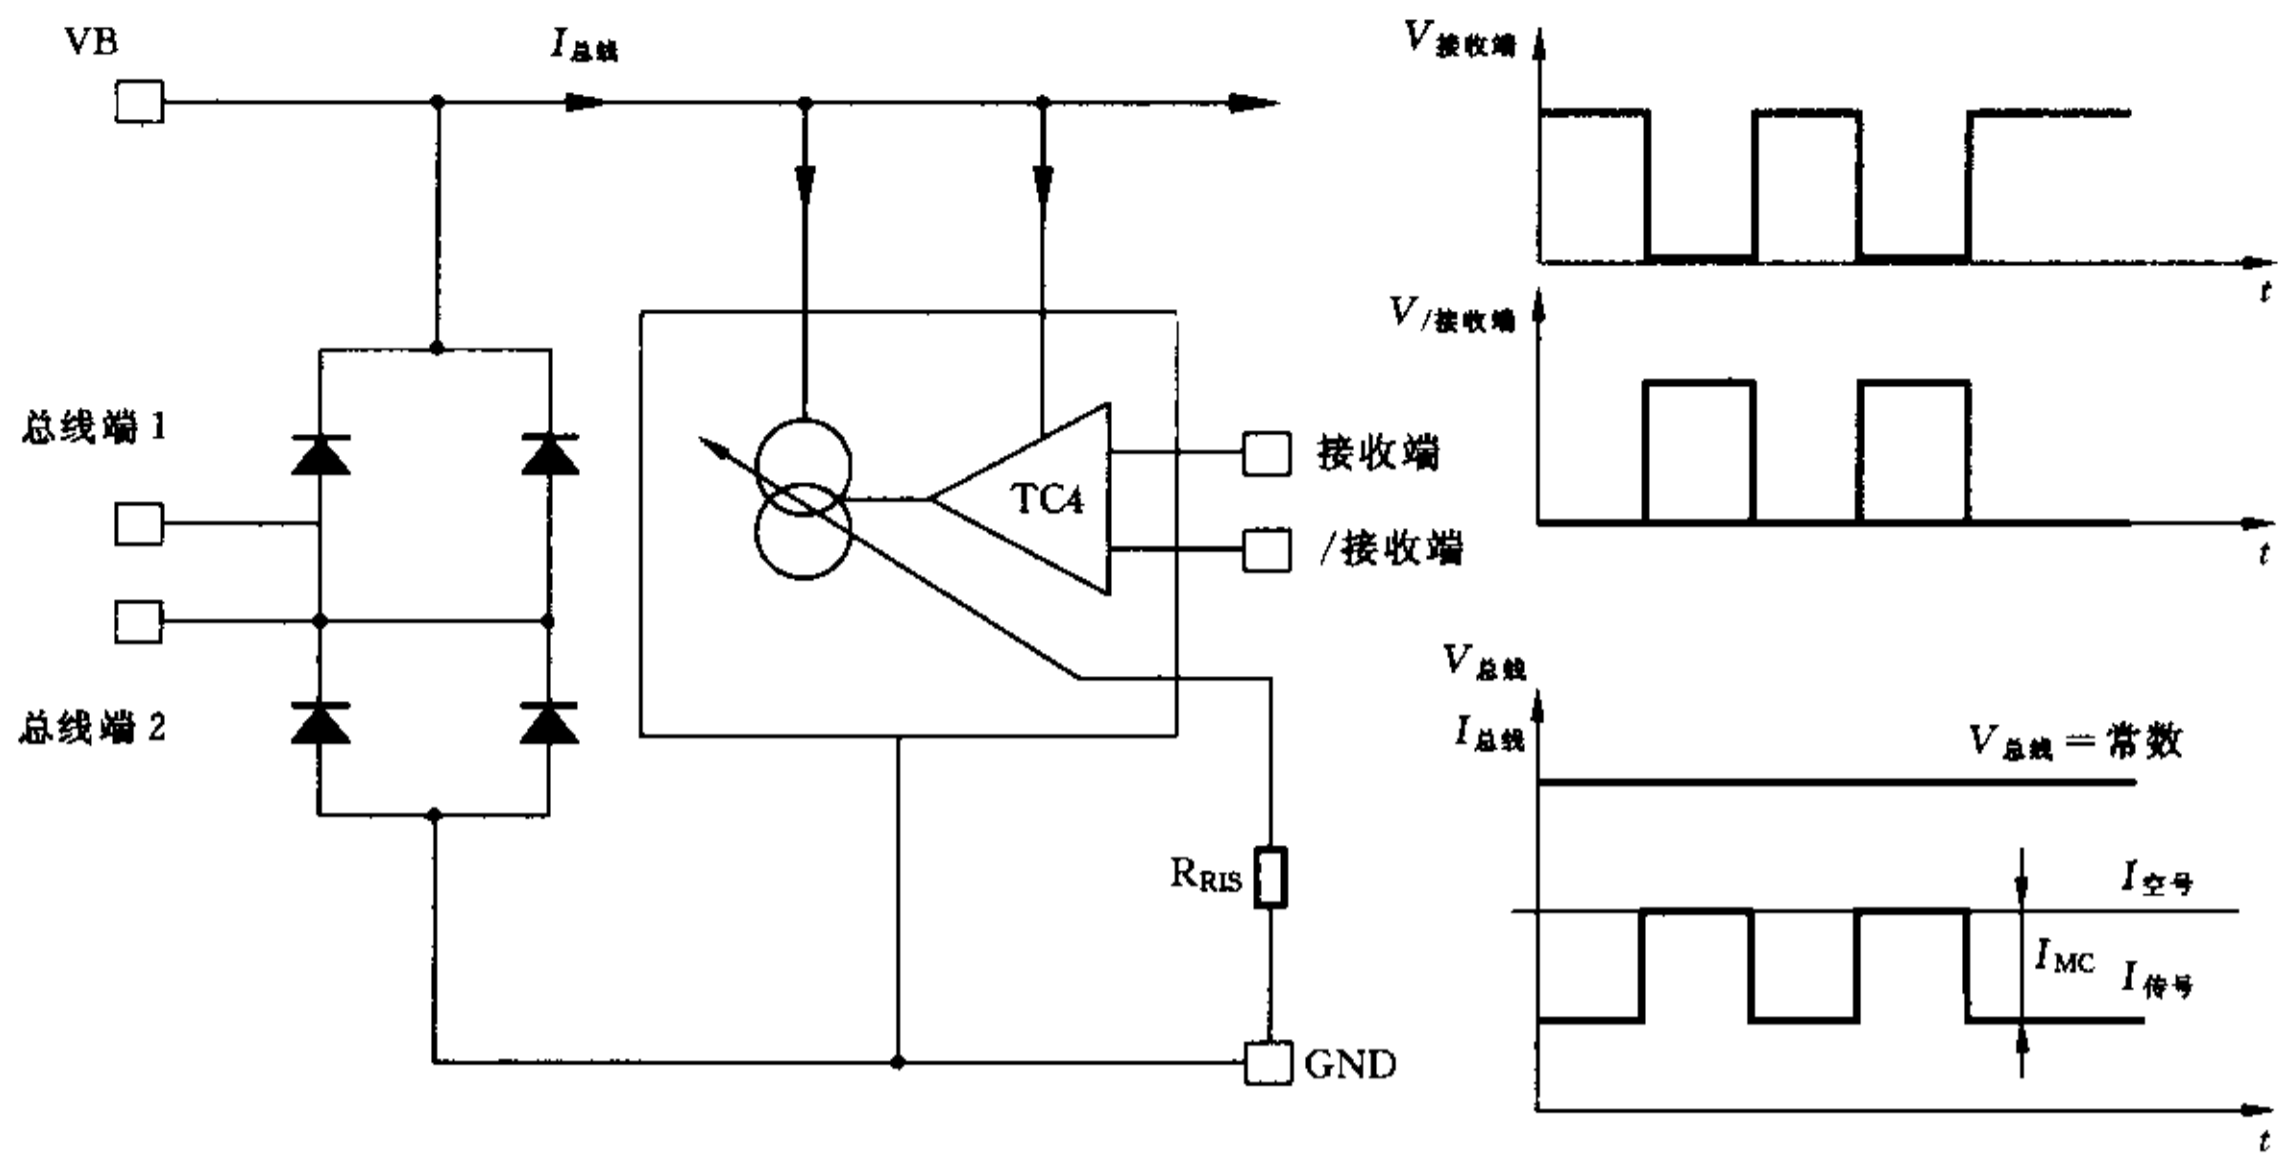 VB
I总线
总线端 1
总线端 2
TC4
接收端
/接收端
RRIS
GND
V接收端
t
V/接收端
t
V总线
I总线
V总线＝常数
I空号
IMC
I传号
t